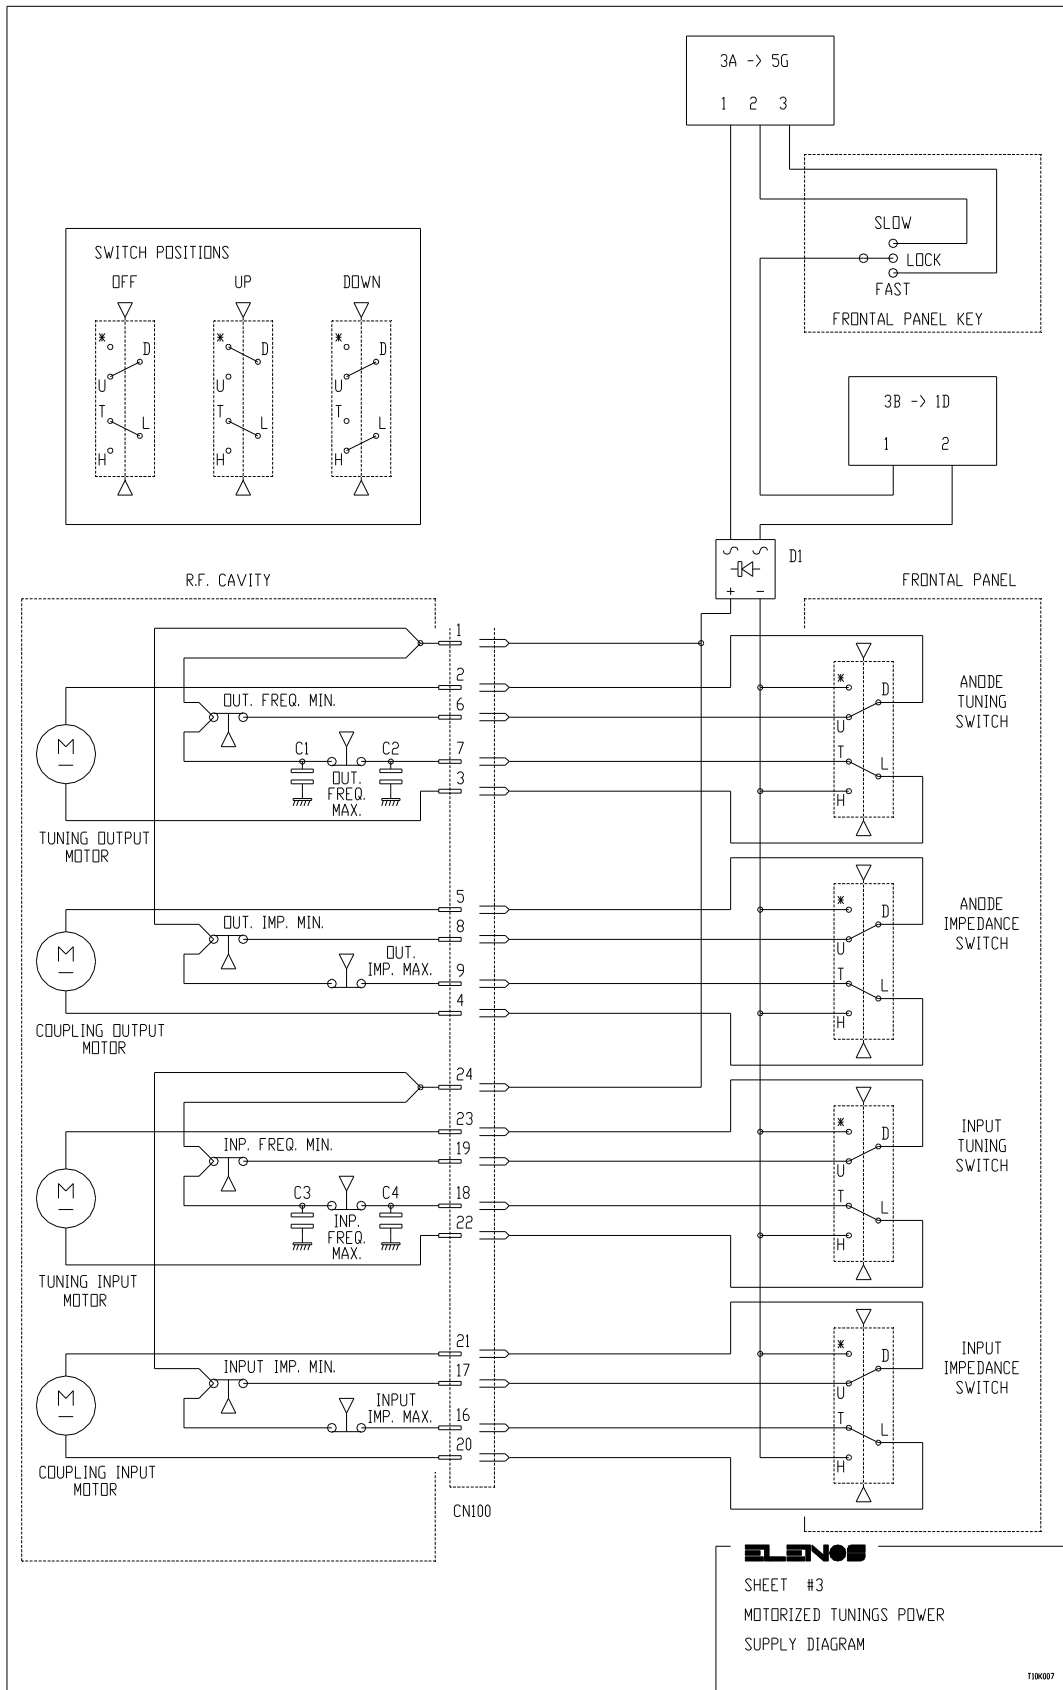 3A -> 5G
1 2 3
SLOW
LOCK
FAST
FRONTAL PANEL KEY
SWITCH POSITIONS
OFF UP DOWN
* D
U
T L
H
* D
U
T L
H
* D
U
T L
H
3B -> 1D
1 2
D1
+ -
R.F. CAVITY
FRONTAL PANEL
1
2
OUT. FREQ. MIN.
6
M
C1 C2
7
OUT.
FREQ.
MAX.
3
TUNING OUTPUT
MOTOR
* D
U
T L
H
ANODE
TUNING
SWITCH
5
OUT. IMP. MIN.
8
M
OUT.
IMP. MAX.
9
4
COUPLING OUTPUT
MOTOR
* D
U
T L
H
ANODE
IMPEDANCE
SWITCH
24
23
INP. FREQ. MIN.
19
M
C3 C4
18
INP.
FREQ.
MAX.
22
TUNING INPUT
MOTOR
* D
U
T L
H
INPUT
TUNING
SWITCH
21
INPUT IMP. MIN.
17
M
INPUT
IMP. MAX.
16
20
COUPLING INPUT
MOTOR
* D
U
T L
H
INPUT
IMPEDANCE
SWITCH
CN100
ELENOS
SHEET #3
MOTORIZED TUNINGS POWER
SUPPLY DIAGRAM
T10K007